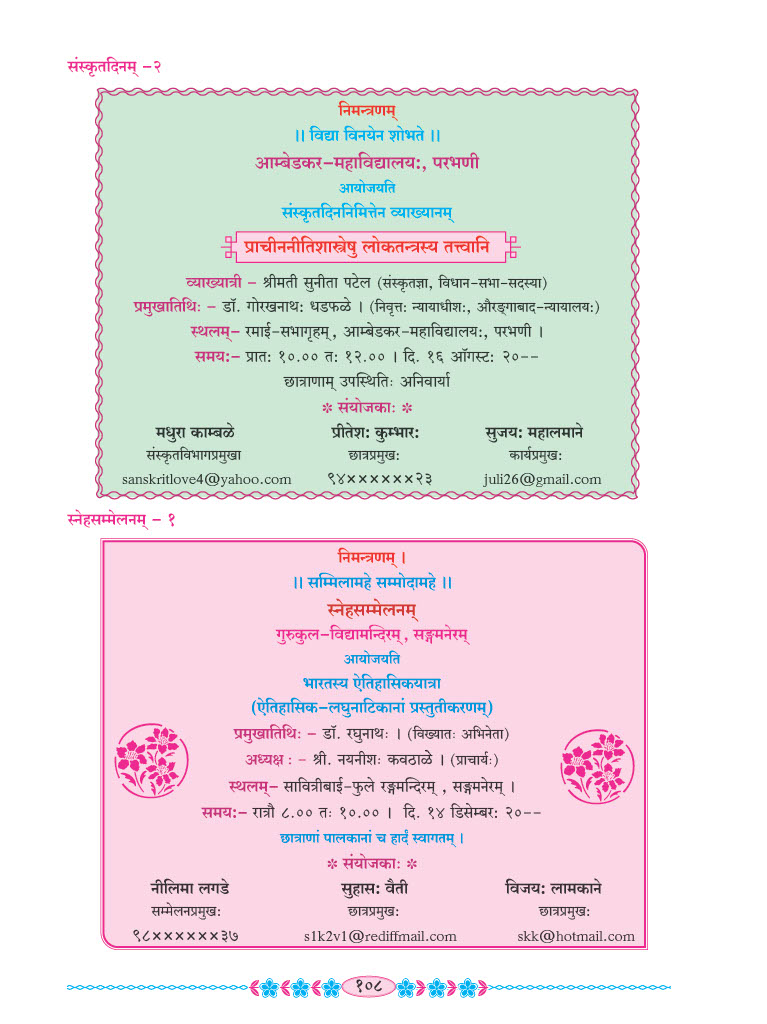 संस्कृतदिनम् –२
निमन्त्रणम्
।। विद्या विनयेन शोभते ।।
आम्बेडकर–महाविद्यालय:, परभणी
आयोजयति
संस्कृतदिननिमित्तेन व्याख्यानम्
प्राचीननीतिशास्त्रेषु लोकतन्त्रस्य तत्त्वानि
व्याख्यात्री – श्रीमती सुनीता पटेल (संस्कृतज्ञा, विधान-सभा-सदस्या)
प्रमुखातिथि: – डॉ. गोरखनाथ: धडफळे । (निवृत्त: न्यायाधीश:, औरङ्गाबाद-न्यायालय:)
स्थलम्– रमाई-सभागृहम् , आम्बेडकर–महाविद्यालय:, परभणी ।
समय:– प्रात: १०.०० त: १२.०० । दि. १६ ऑगस्ट: २०--
छात्राणाम् उपस्थिति: अनिवार्या
❊ संयोजका: ❊
मधुरा काम्बळे प्रीतेश: कुम्भार: सुजय: महालमाने
संस्कृतविभागप्रमुखा छात्रप्रमुख: कार्यप्रमुख:
sanskritlove4@yahoo.com ९४××××××२३ juli26@gmail.com
स्नेहसम्मेलनम् – १
निमन्त्रणम् ।
।। सम्मिलामहे सम्मोदामहे ।।
स्नेहसम्मेलनम्
गुरुकुल–विद्यामन्दिरम् , सङ्गमनेरम्
आयोजयति
भारतस्य ऐतिहासिकयात्रा
(ऐतिहासिक–लघुनाटिकानां प्रस्तुतीकरणम्)
प्रमुखातिथि: – डॉ. रघुनाथ: । (विख्यात: अभिनेता)
अध्यक्ष : - श्री. नयनीश: कवठाळे । (प्राचार्य:)
स्थलम्– सावित्रीबाई-फुले रङ्गमन्दिरम् , सङ्गमनेरम् ।
समय:– रात्रौ ८.०० त: १०.०० । दि. १४ डिसेम्बर: २०--
छात्राणां पालकानां च हार्दं स्वागतम् ।
❊ संयोजका: ❊
नीलिमा लगडे सुहास: वैती विजय: लामकाने
सम्मेलनप्रमुख: छात्रप्रमुख: छात्रप्रमुख:
९८××××××३७ s1k2v1@rediffmail.com skk@hotmail.com
१०८